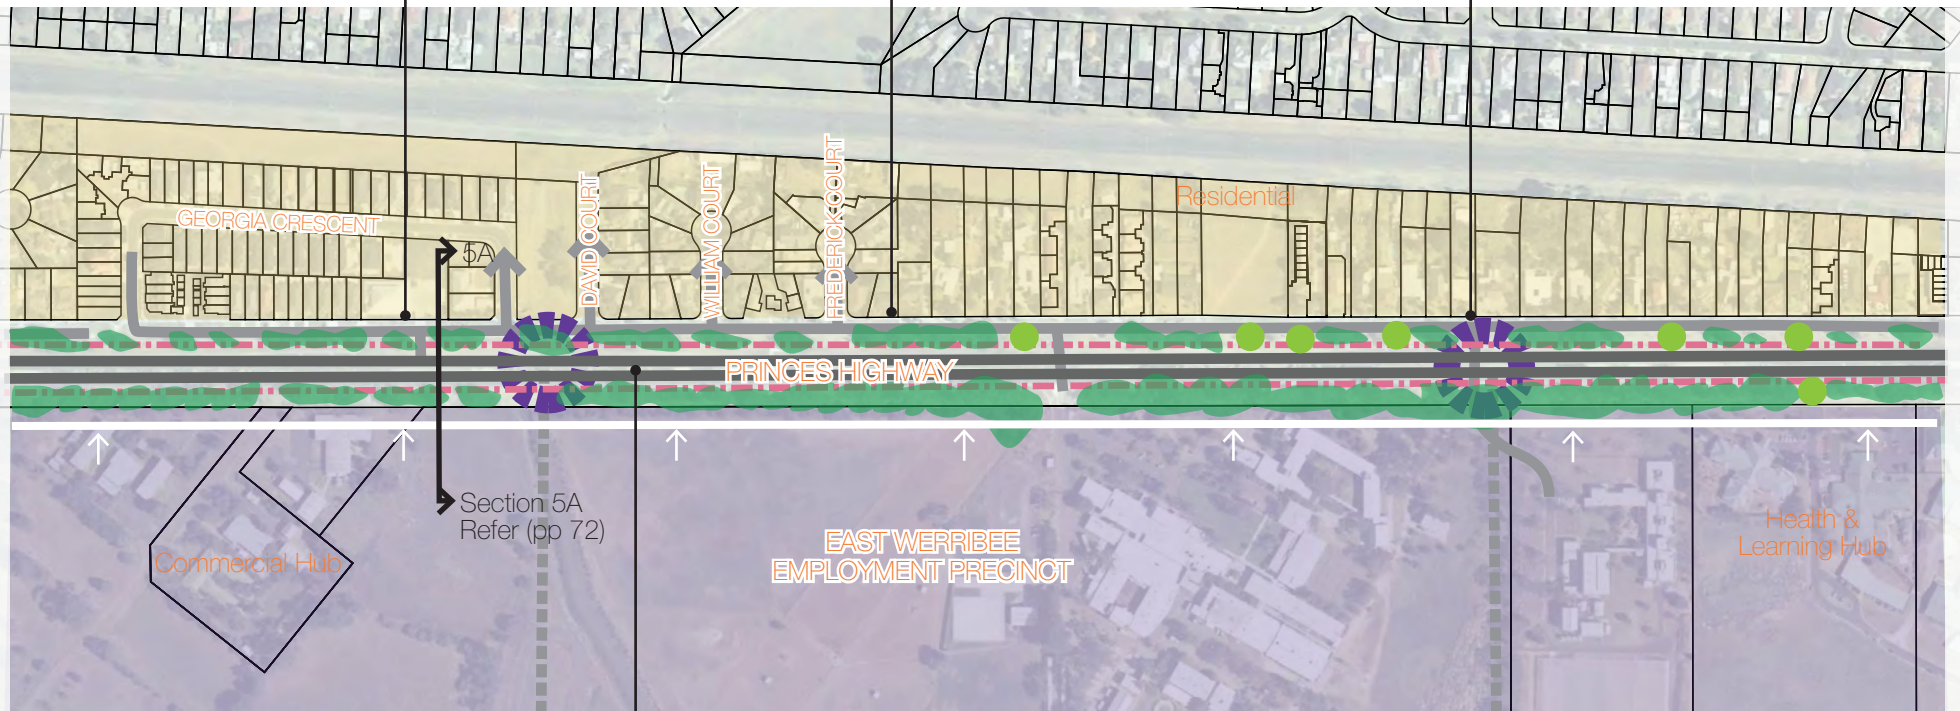 Residential
GEORGIA CRESCENT
DAVID COURT
WILLIAM COURT
FREDERICK COURT
5A
PRINCES HIGHWAY
Section 5A
Refer (pp 72)
Commercial Hub
EAST WERRIBEE
EMPLOYMENT PRECINCT
Health &
Learning Hub